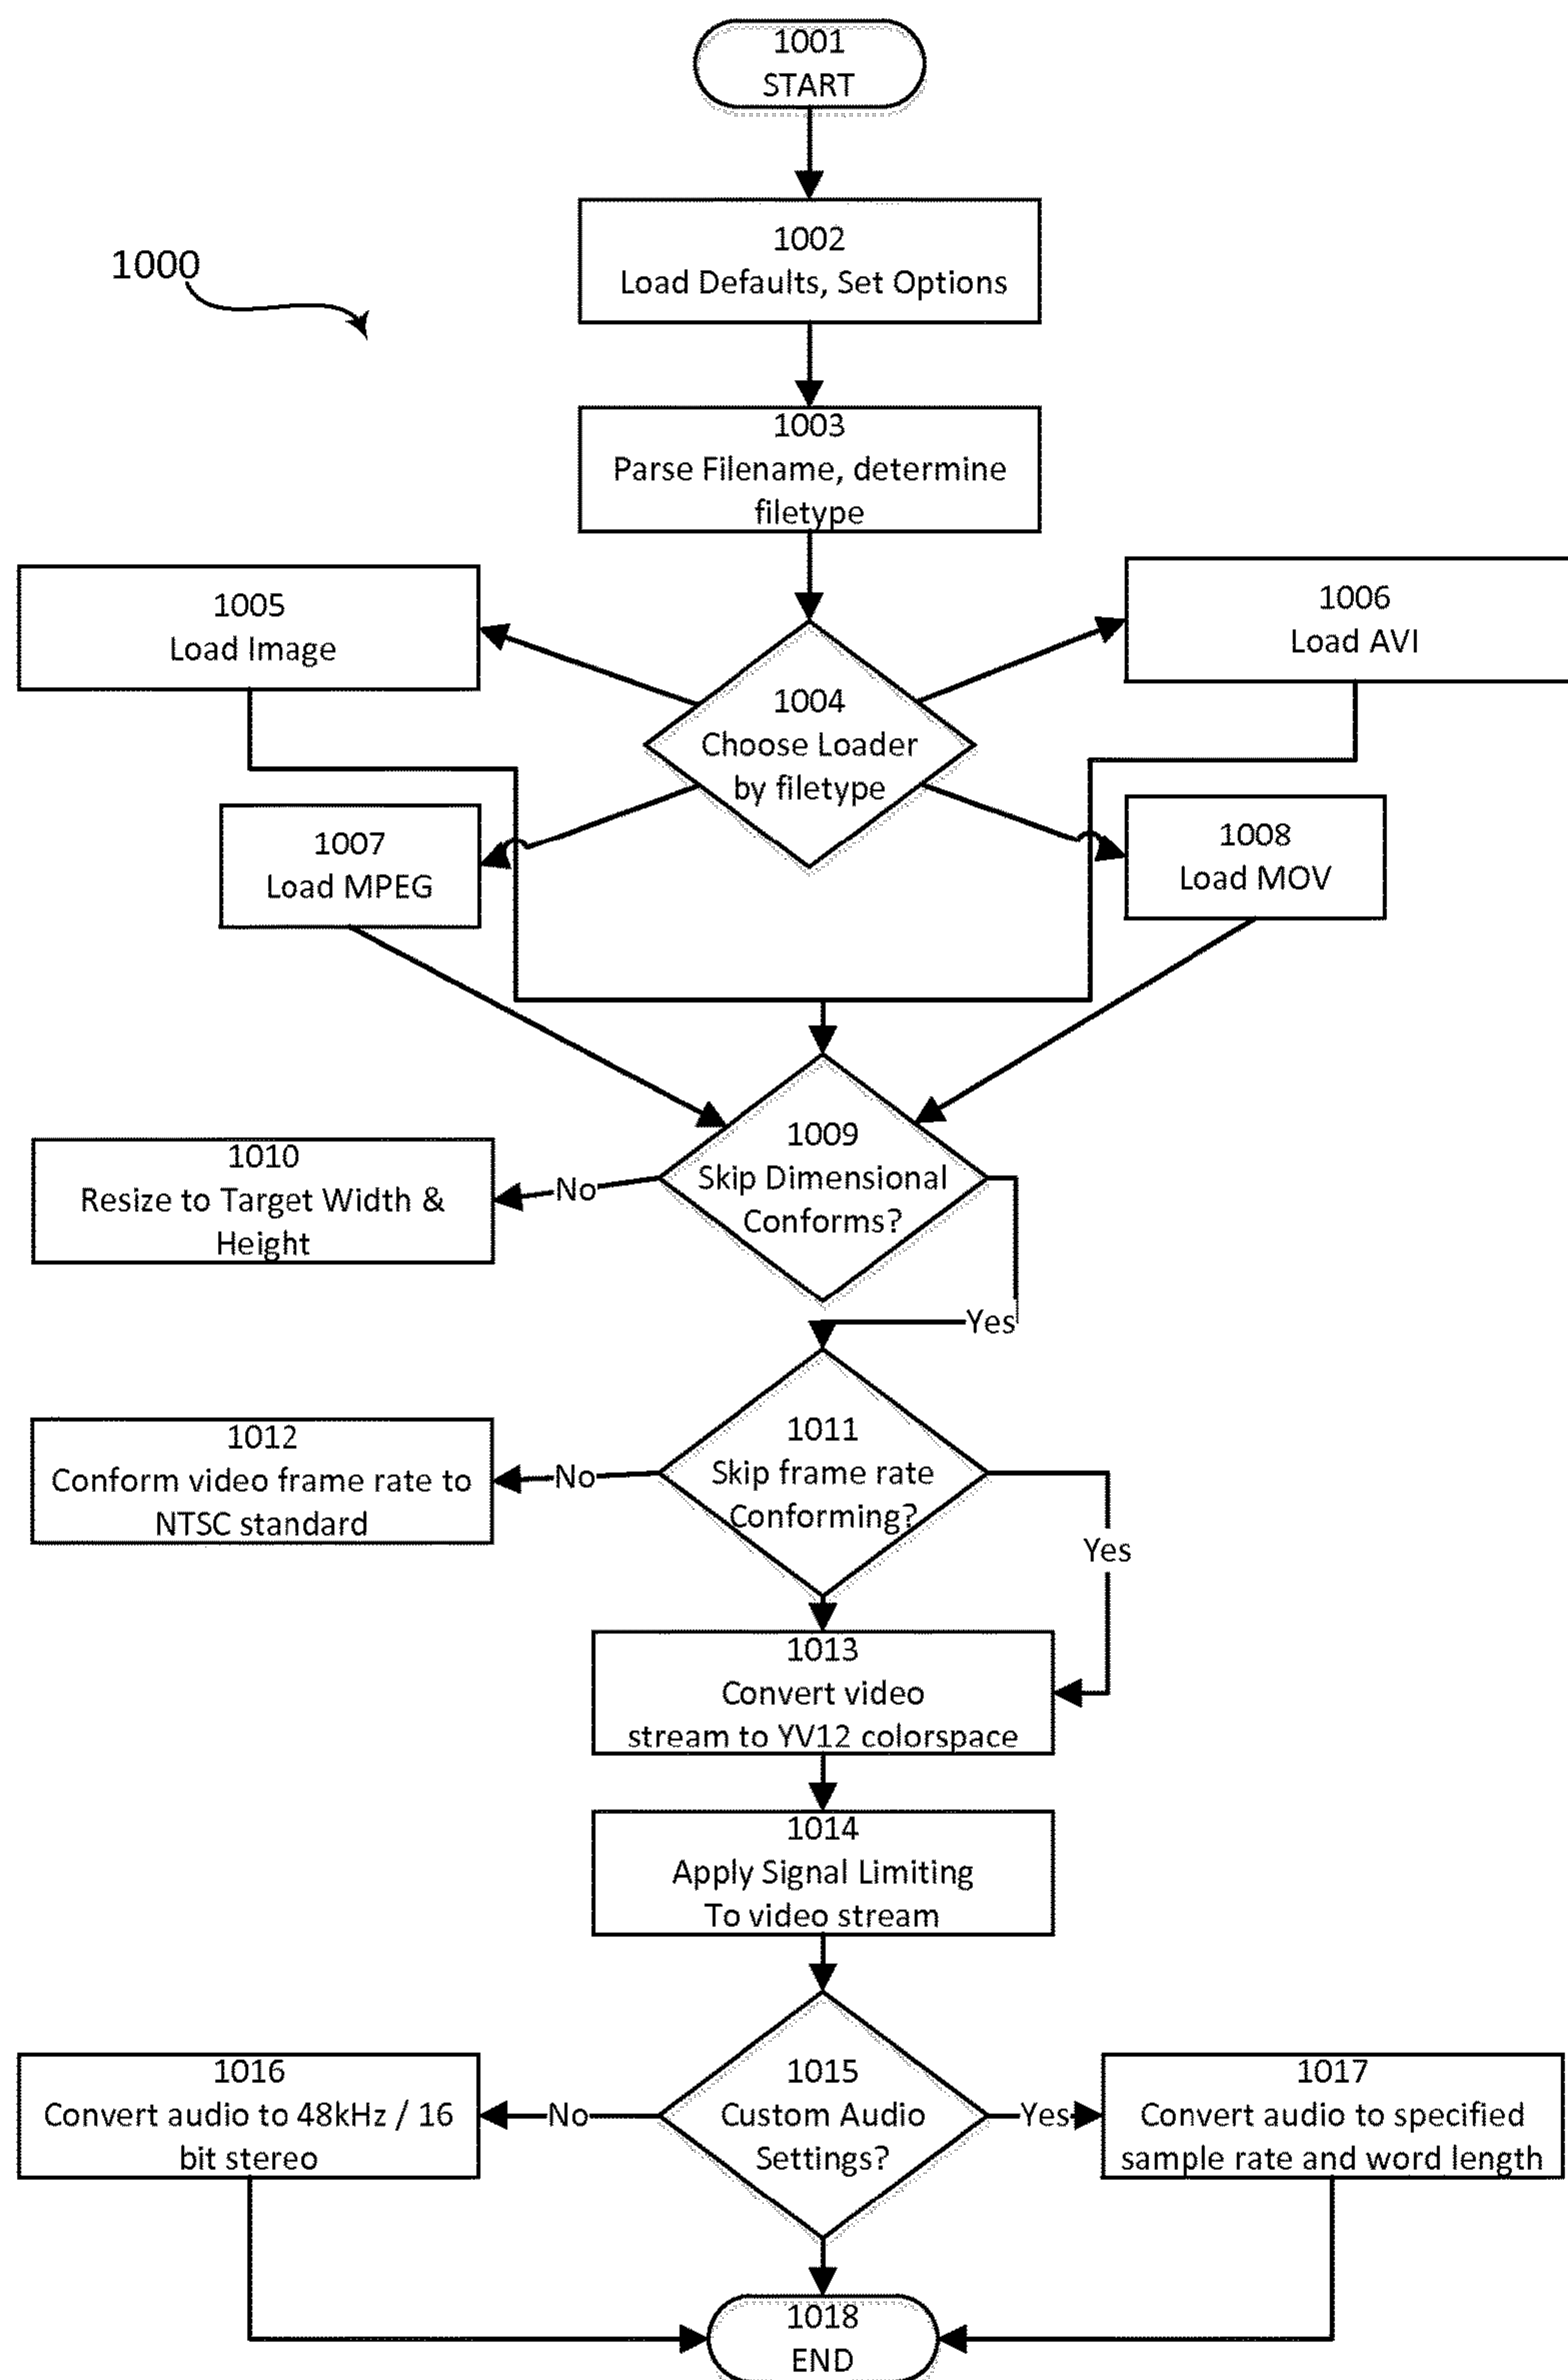 1001
START
1000
1002
Load Defaults, Set Options
1003
Parse Filename, determine
filetype
1005
Load Image
1006
Load AVI
1004
Choose Loader
by filetype
1007
Load MPEG
1008
Load MOV
1009
Skip Dimensional
Conforms?
No
1010
Resize to Target Width &
Height
Yes
1011
Skip frame rate
Conforming?
No
1012
Conform video frame rate to
NTSC standard
Yes
1013
Convert video
stream to YV12 colorspace
1014
Apply Signal Limiting
To video stream
1015
Custom Audio
Settings?
No
1016
Convert audio to 48kHz / 16
bit stereo
Yes
1017
Convert audio to specified
sample rate and word length
1018
END